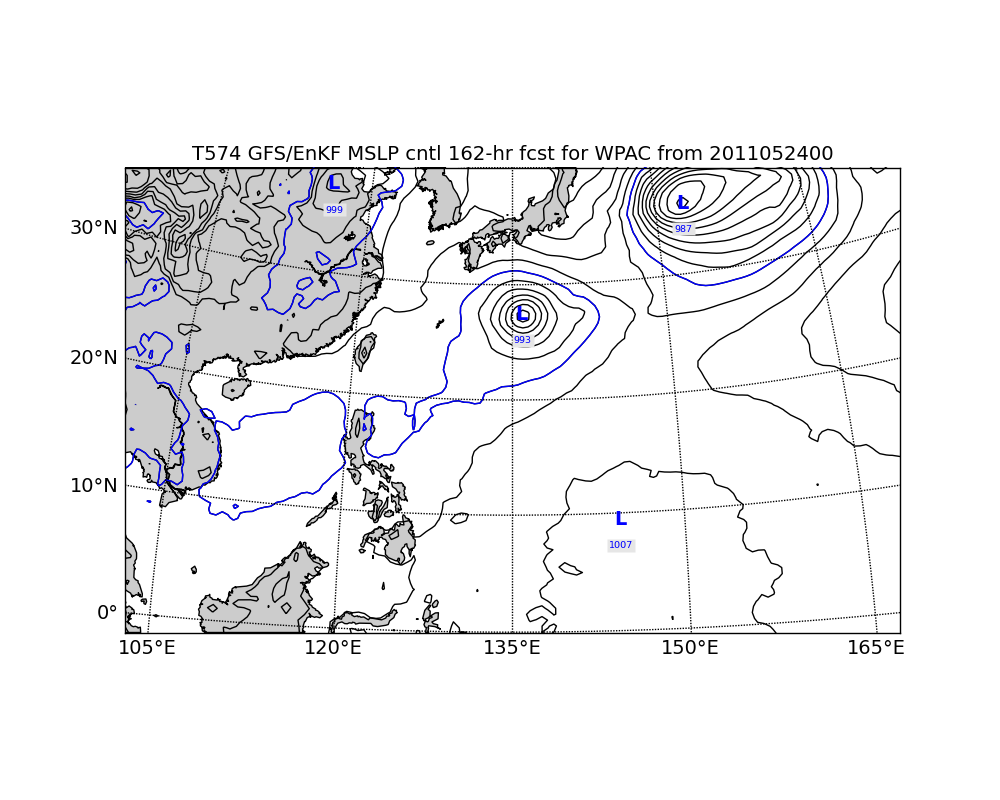 T574 GFS/EnKF MSLP cntl 162-hr fcst for WPAC from 2011052400
L
999
L
987
30°N
L
993
20°N
10°N
L
1007
0°
105°E 120°E 135°E 150°E 165°E